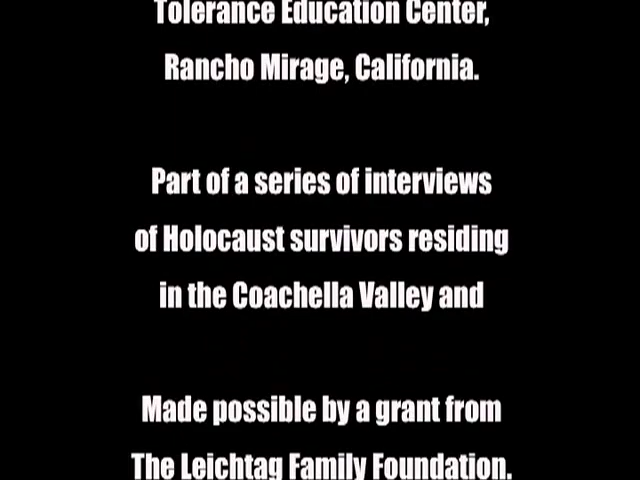 Tolerance Education Center,
Rancho Mirage, California.
Part of a series of interviews
of Holocaust survivors residing
in the Coachella Valley and
Made possible by a grant from
The Leichtag Family Foundation.